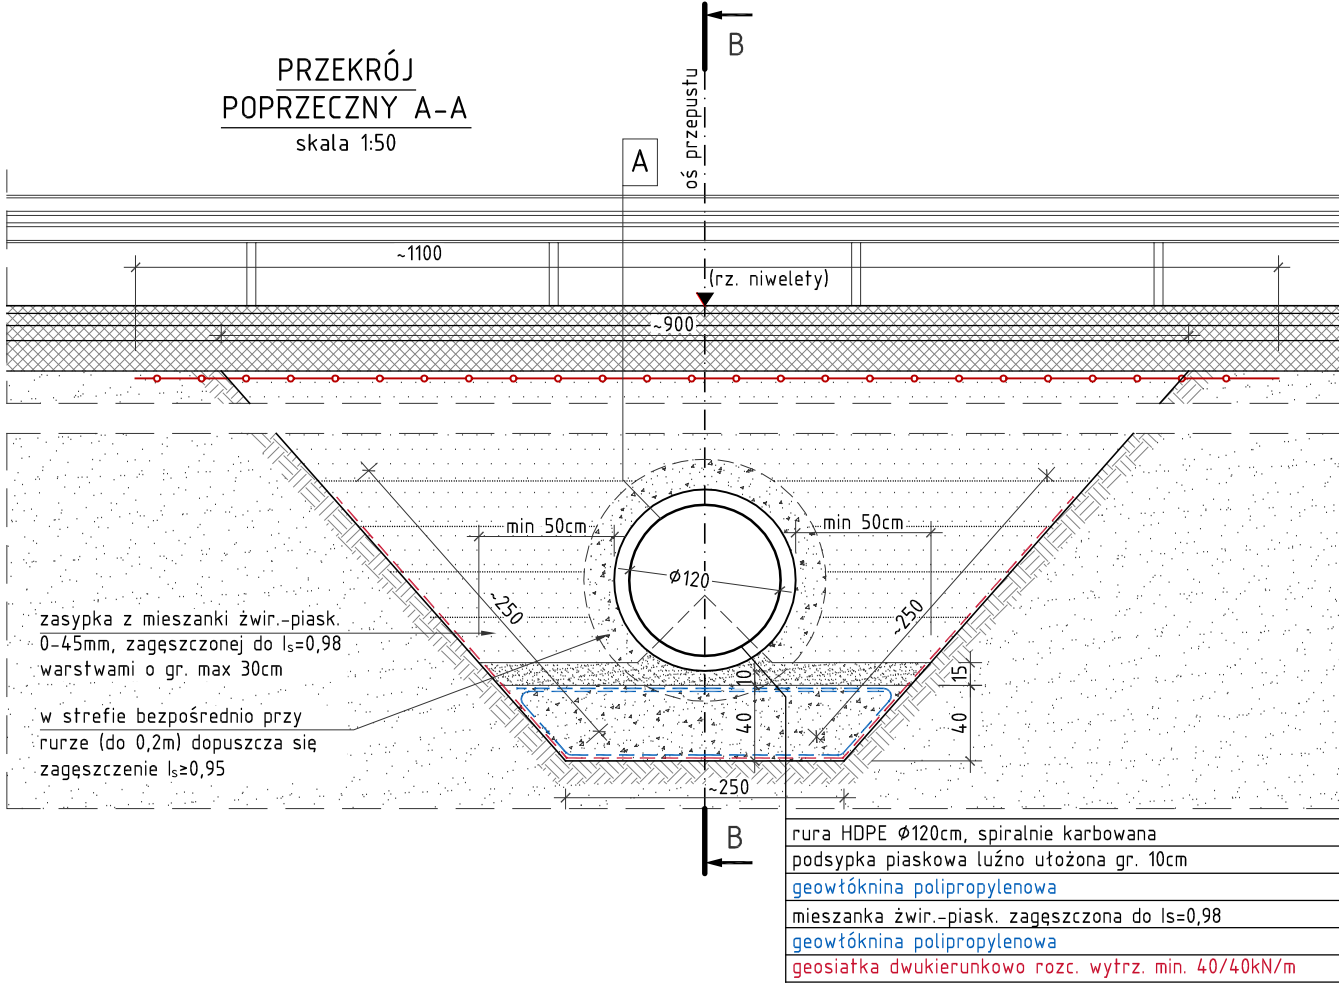 B
PRZEKRÓJ
POPRZECZNY A-A
skala 1:50
oś przepustu
A
~1100
(rz. niwelety)
~900
min 50cm
min 50cm
Φ120
~250
~250
zasypka z mieszanki żwir.-piask.
0-45mm, zagęszczonej do Is=0,98
warstwami o gr. max 30cm
10
15
40
40
w strefie bezpośrednio przy
rurze (do 0,2m) dopuszcza się
zagęszczenie Is≥0,95
~250
B
rura HDPE Φ120cm, spiralnie karbowana
podsypka piaskowa luźno ułożona gr. 10cm
geowłóknina polipropylenowa
mieszanka żwir.-piask. zagęszczona do Is=0,98
geowłóknina polipropylenowa
geosiatka dwukierunkowo rozc. wytrz. min. 40/40kN/m